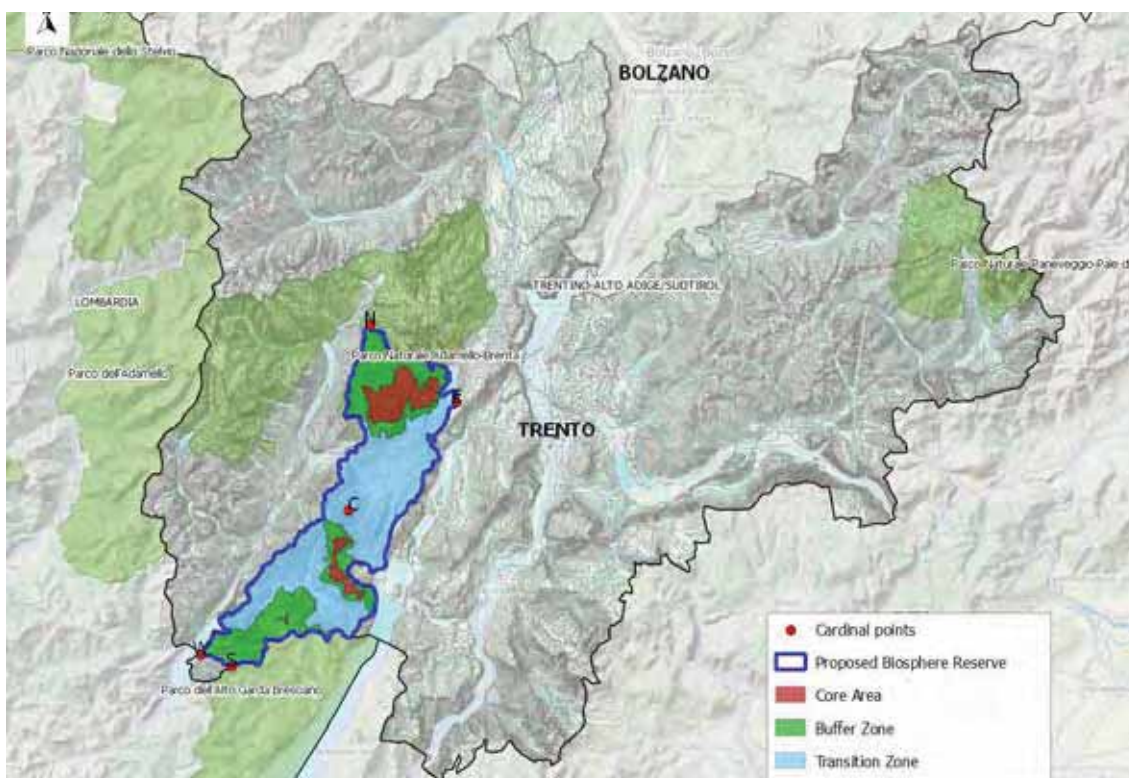 Parco Nazionale dello Stelvio
BOLZANO
LOMBARDIA
TRENTINO-ALTO ADIGE/SUDTIROL
Parco Naturale Paneveggio-Pale d
N
Parco Naturale Adamello-Brenta
Parco dell'Adamello
E
TRENTO
C
S
Parco dell'Alto Garda Bresciano
Cardinal points
Proposed Biosphere Reserve
Core Area
Buffer Zone
Transition Zone